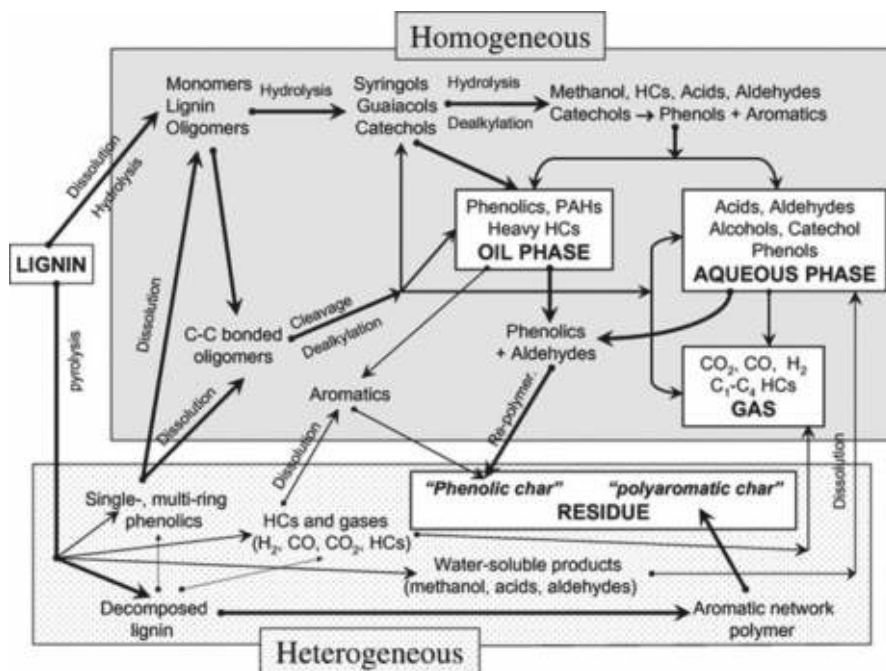 Homogeneous
Monomers
Lignin
Oligomers
Hydrolysis
Syringols
Guaiacols
Catechols
Hydrolysis
Dealkylation
Methanol, HCs, Acids, Aldehydes
Catechols → Phenols + Aromatics
Dissolution
Hydrolysis
Phenolics, PAHs
Heavy HCs
OIL PHASE
Acids, Aldehydes
Alcohols, Catechol
Phenols
AQUEOUS PHASE
LIGNIN
pyrolysis
Dissolution
C-C bonded
oligomers
Cleavage
Dealkylation
Phenolics
+ Aldehydes
CO₂, CO, H₂
C₁-C₄ HCs
GAS
Aromatics
Dissolution
Dissolution
Re-polymer.
Dissolution
Single-, multi-ring
phenolics
HCs and gases
(H₂, CO, CO₂, HCs)
"Phenolic char" "polyaromatic char"
RESIDUE
Water-soluble products
(methanol, acids, aldehydes)
Decomposed
lignin
Aromatic network
polymer
Heterogeneous